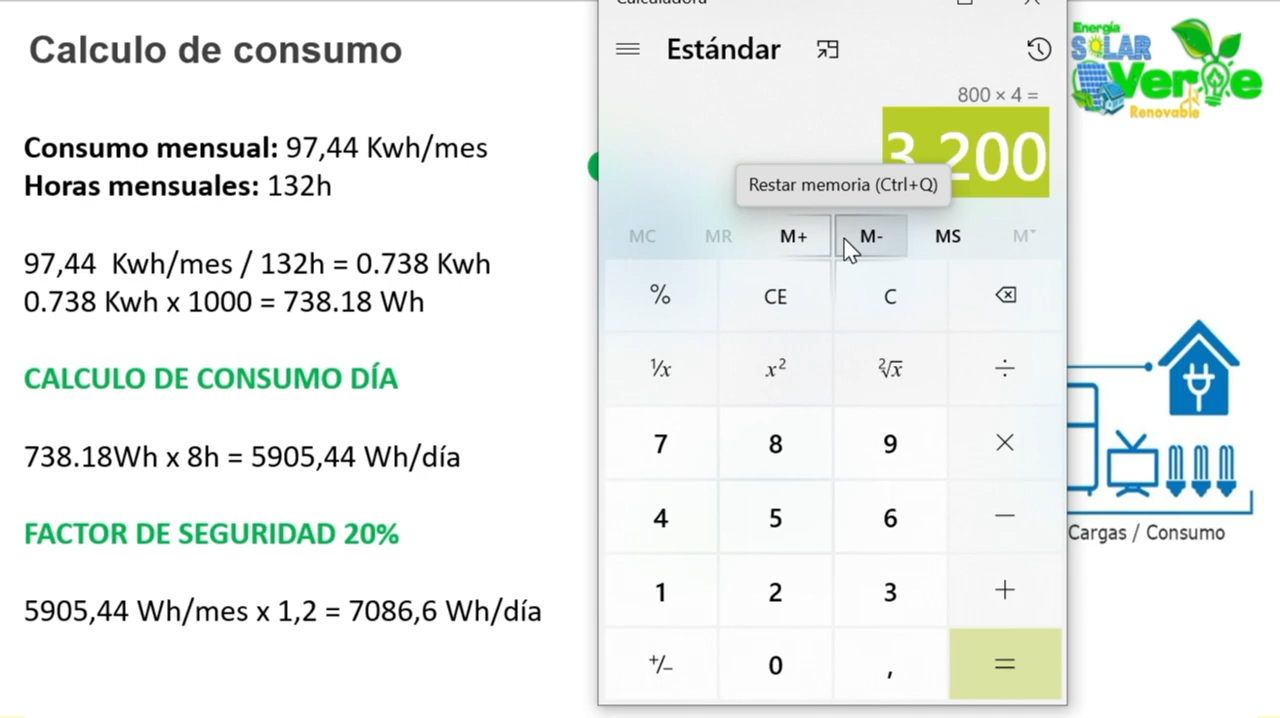 Calculadora
Calculo de consumo
Estándar
Energía
SOLAR
Verde
Renovable
800 × 4 =
3.200
Consumo mensual: 97,44 Kwh/mes
Horas mensuales: 132h
Restar memoria (Ctrl+Q)
MC MR M+ M- MS M˅
97,44 Kwh/mes / 132h = 0.738 Kwh
0.738 Kwh x 1000 = 738.18 Wh
% CE C
CALCULO DE CONSUMO DÍA
¹/x x² ²√x ÷
738.18Wh x 8h = 5905,44 Wh/día
7 8 9 ×
FACTOR DE SEGURIDAD 20%
4 5 6 −
Cargas / Consumo
5905,44 Wh/mes x 1,2 = 7086,6 Wh/día
1 2 3 +
+/− 0 , =